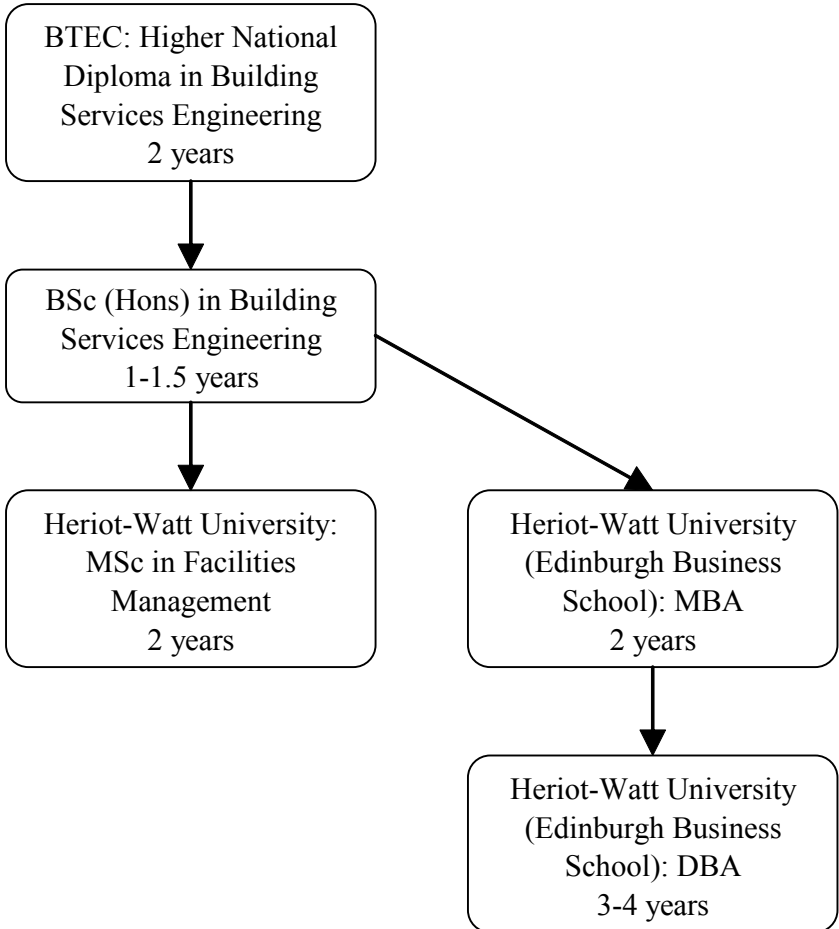 BTEC: Higher National
Diploma in Building
Services Engineering
2 years
BSc (Hons) in Building
Services Engineering
1-1.5 years
Heriot-Watt University:
MSc in Facilities
Management
2 years
Heriot-Watt University
(Edinburgh Business
School): MBA
2 years
Heriot-Watt University
(Edinburgh Business
School): DBA
3-4 years